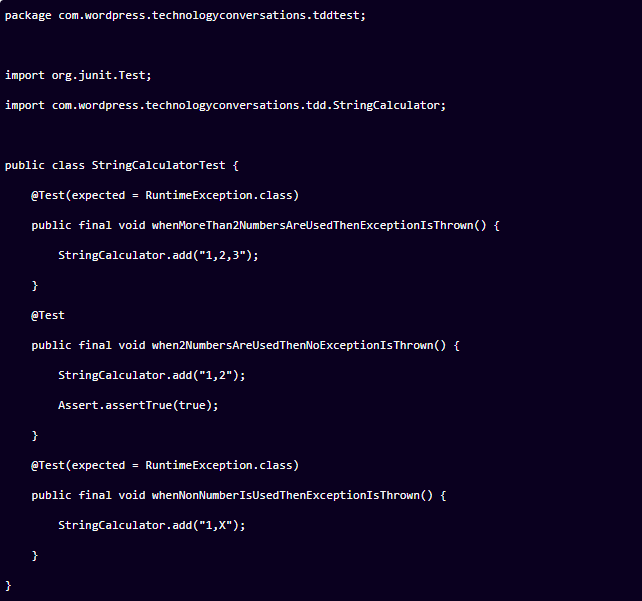 package com.wordpress.technologyconversations.tddtest;
import org.junit.Test;
import com.wordpress.technologyconversations.tdd.StringCalculator;
public class StringCalculatorTest {
@Test(expected = RuntimeException.class)
public final void whenMoreThan2NumbersAreUsedThenExceptionIsThrown() {
StringCalculator.add("1,2,3");
}
@Test
public final void when2NumbersAreUsedThenNoExceptionIsThrown() {
StringCalculator.add("1,2");
Assert.assertTrue(true);
}
@Test(expected = RuntimeException.class)
public final void whenNonNumberIsUsedThenExceptionIsThrown() {
StringCalculator.add("1,X");
}
}